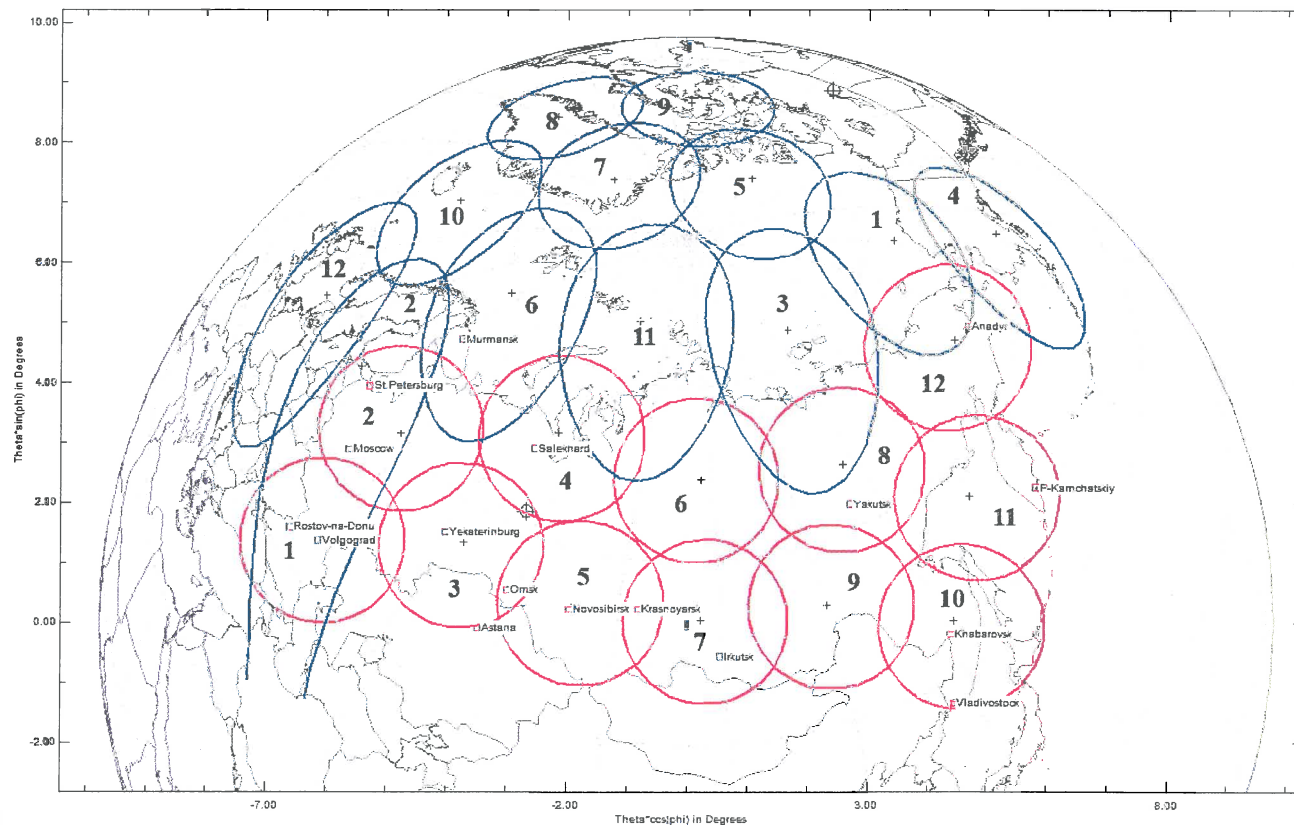 10.00
9
8
8.00
7
5
4
10
1
6.00
12
2
6
3
11
Murmansk
Anadyr
4.00
St.Petersburg
12
2
Moscow
Salekhard
8
4
6
P-Kamchatskiy
2.00
Yakutsk
11
Rostov-na-Donu
Volgograd
Yekaterinburg
1
5
9
3
Omsk
10
Novosibirsk
Krasnoyarsk
0.00
Astana
7
Khabarovsk
Irkutsk
Vladivostock
-2.00
-7.00
-2.00
3.00
8.00
Theta*cos(phi) in Degrees
Theta*sin(phi) in Degrees